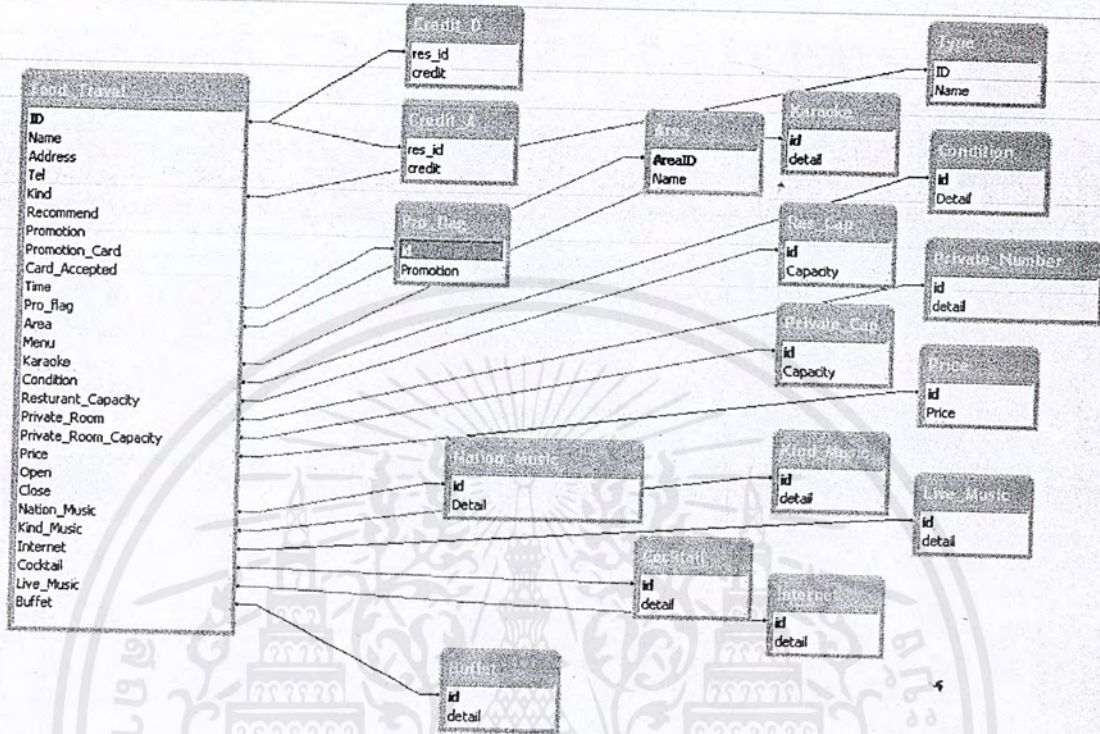 Food_Travel
ID
Name
Address
Tel
Kind
Recommend
Promotion
Promotion_Card
Card_Accepted
Time
Pro_flag
Area
Menu
Karaoke
Condition
Resturant_Capacity
Private_Room
Private_Room_Capacity
Price
Open
Close
Nation_Music
Kind_Music
Internet
Cocktail
Live_Music
Buffet
Credit_D
res_id
credit
Credit_A
res_id
credit
Pro_flag
id
Promotion
Area
AreaID
Name
Karaoke
id
detail
Type
ID
Name
Condition
id
Detail
Res_Cap
id
Capacity
Private_Number
id
detail
Private_Cap
id
Capacity
Price
id
Price
Nation_Music
id
Detail
Kind_Music
id
detail
Live_Music
id
detail
Cocktail
id
detail
Internet
id
detail
Buffet
id
detail